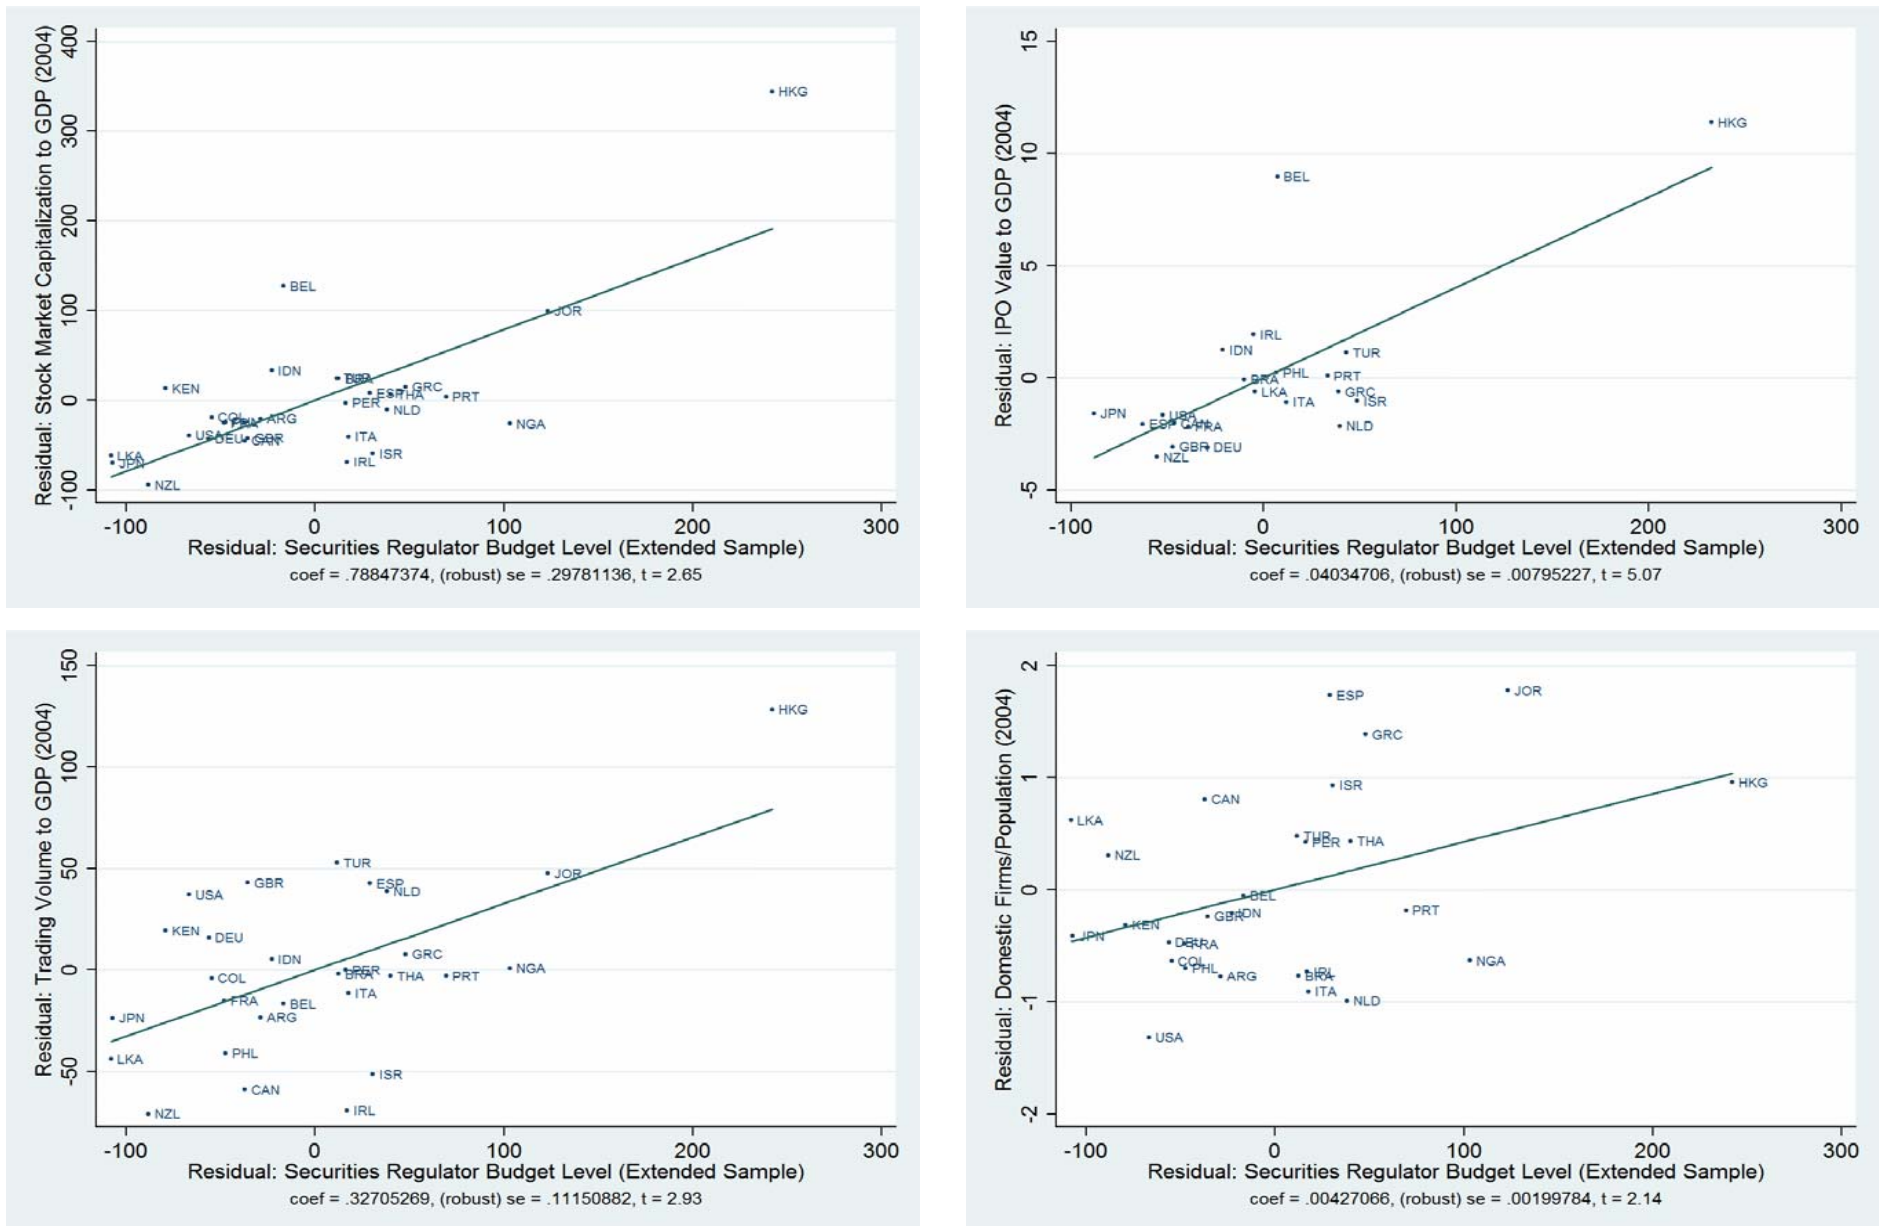 Residual: Stock Market Capitalization to GDP (2004)
400
300
200
100
0
-100
HKG
BEL
JOR
IDN
KEN
TUR
BRA
GRC
ESP
THA
PRT
PER
NLD
COL
ARG
NGA
USA
DEU
GBR
CAN
ITA
ISR
IRL
LKA
JPN
NZL
-100 0 100 200 300
Residual: Securities Regulator Budget Level (Extended Sample)
coef = .78847374, (robust) se = .29781136, t = 2.65
Residual: IPO Value to GDP (2004)
15
10
5
0
-5
HKG
BEL
IRL
IDN
TUR
PHL
PRT
BRA
LKA
GRC
ITA
ISR
JPN
USA
ESP
CAN
FRA
NLD
GBR
DEU
NZL
-100 0 100 200 300
Residual: Securities Regulator Budget Level (Extended Sample)
coef = .04034706, (robust) se = .00795227, t = 5.07
Residual: Trading Volume to GDP (2004)
150
100
50
0
-50
HKG
TUR
JOR
GBR
ESP
NLD
USA
KEN
DEU
GRC
IDN
PER
BRA
THA
PRT
NGA
COL
ITA
FRA
BEL
ARG
JPN
PHL
LKA
ISR
CAN
IRL
NZL
-100 0 100 200 300
Residual: Securities Regulator Budget Level (Extended Sample)
coef = .32705269, (robust) se = .11150882, t = 2.93
Residual: Domestic Firms/Population (2004)
2
1
0
-1
-2
ESP
JOR
GRC
HKG
ISR
CAN
LKA
TUR
PER
THA
NZL
BEL
IDN
GBR
PRT
KEN
JPN
DEU
FRA
COL
PHL
ARG
IRL
BRA
NGA
ITA
NLD
USA
-100 0 100 200 300
Residual: Securities Regulator Budget Level (Extended Sample)
coef = .00427066, (robust) se = .00199784, t = 2.14